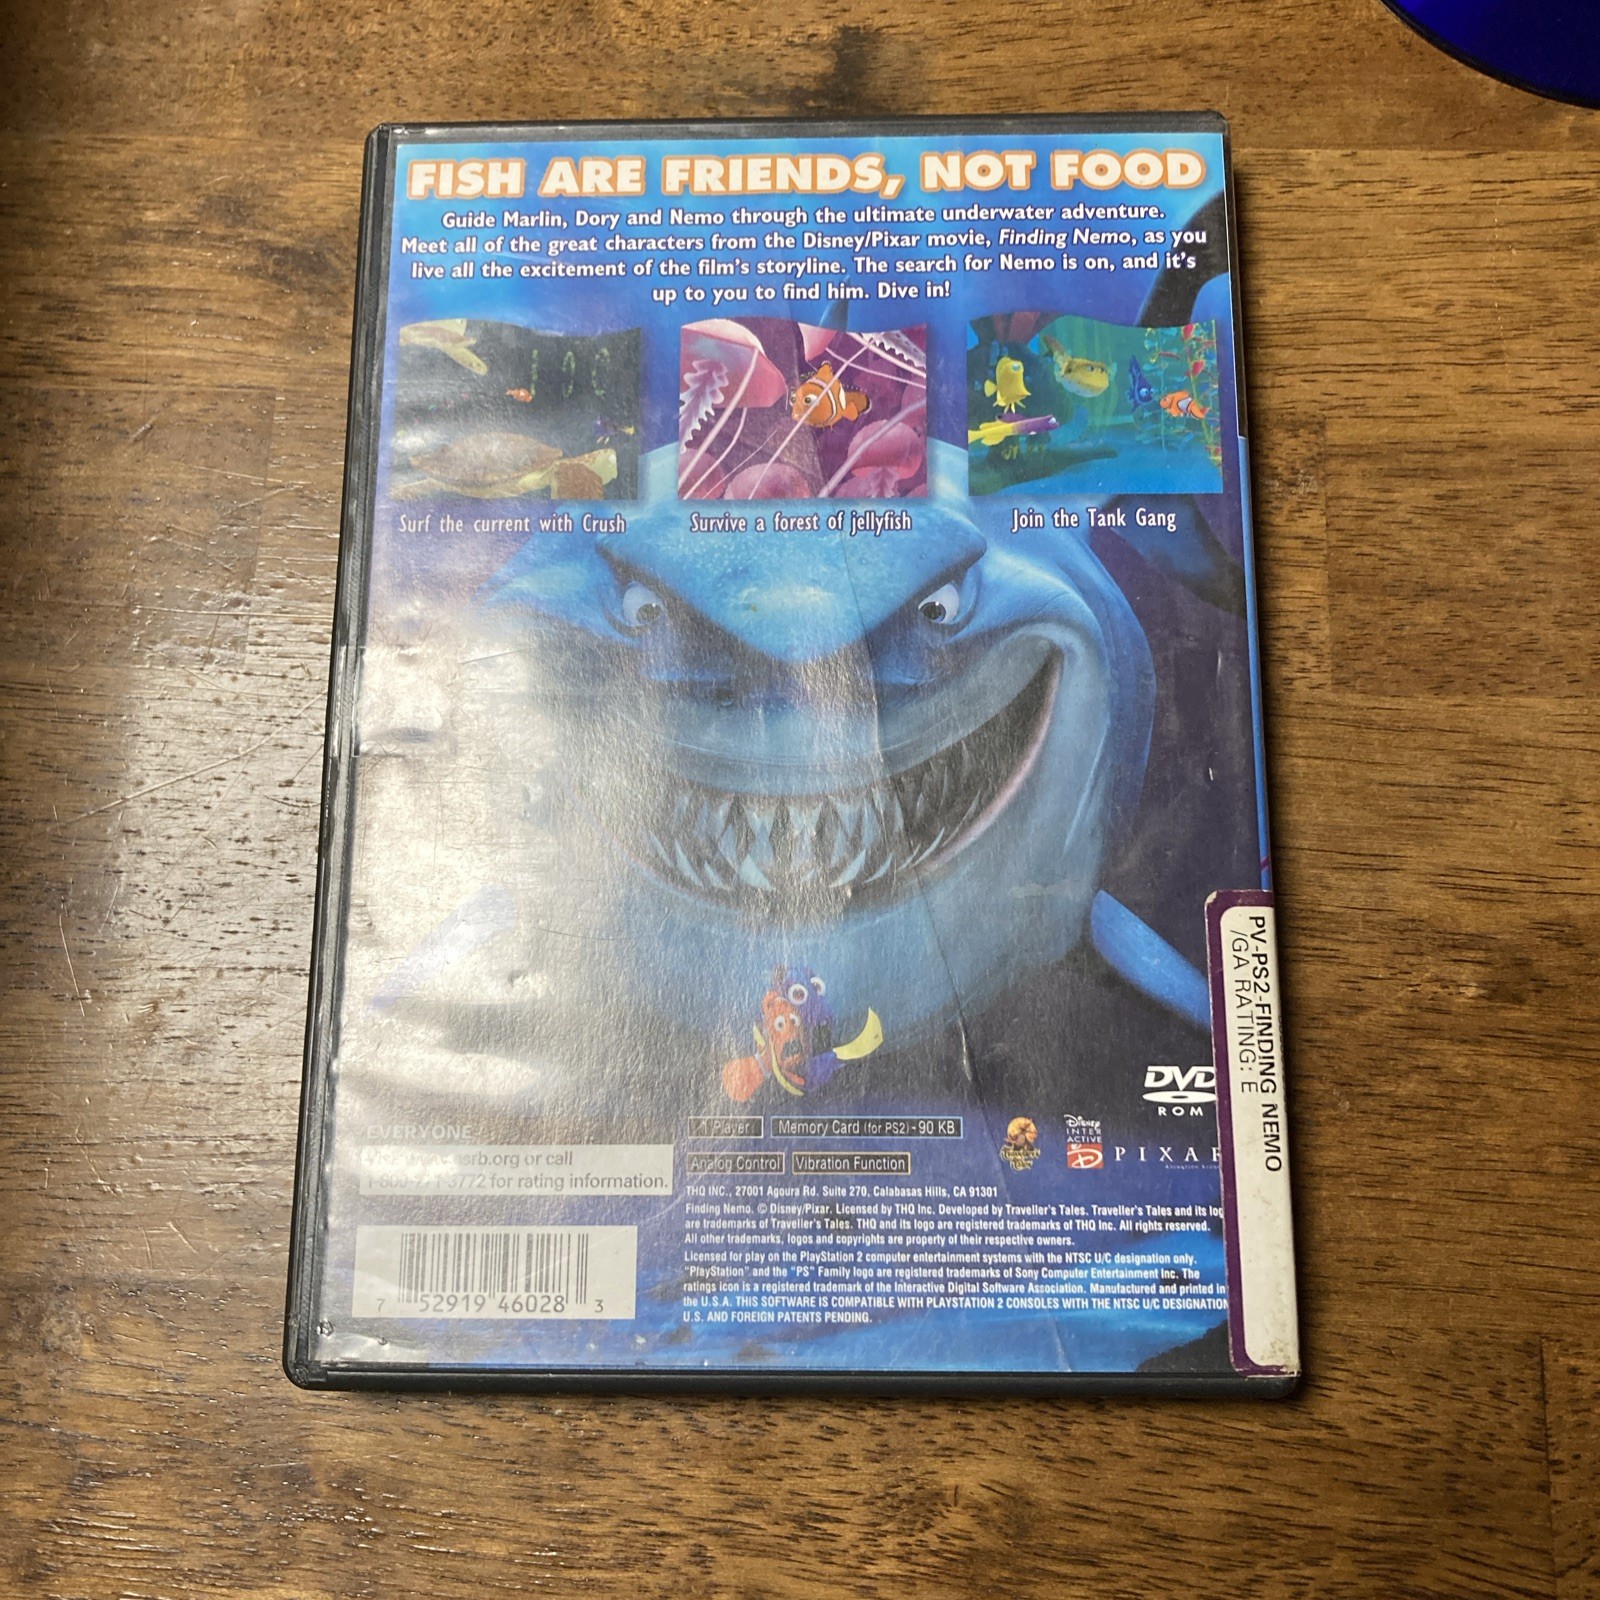 FISH ARE FRIENDS, NOT FOOD
Guide Marlin, Dory and Nemo through the ultimate underwater adventure.
Meet all of the great characters from the Disney/Pixar movie, Finding Nemo, as you
live all the excitement of the film's storyline. The search for Nemo is on, and it's
up to you to find him. Dive in!
Surf the current with Crush
Survive a forest of jellyfish
Join the Tank Gang
PV-PS2-FINDING NEMO
/GA RATING: E
DVD
ROM
1 Player
Memory Card (for PS2)-90 KB
Analog Control
Vibration Function
Disney
INTER
ACTIVE
PIXAR
EVERYONE
or call
for rating information.
THQ INC., 27001 Agoura Rd. Suite 270, Calabasas Hills, CA 91301
Finding Nemo. © Disney/Pixar. Licensed by THQ Inc. Developed by Traveller's Tales. Traveller's Tales and its log
are trademarks of Traveller's Tales. THQ and its logo are registered trademarks of THQ Inc. All rights reserved.
All other trademarks, logos and copyrights are property of their respective owners.
Licensed for play on the PlayStation 2 computer entertainment systems with the NTSC U/C designation only.
"PlayStation" and the "PS" Family logo are registered trademarks of Sony Computer Entertainment Inc. The
ratings icon is a registered trademark of the Interactive Digital Software Association. Manufactured and printed in
the U.S.A. THIS SOFTWARE IS COMPATIBLE WITH PLAYSTATION 2 CONSOLES WITH THE NTSC U/C DESIGNATION
U.S. AND FOREIGN PATENTS PENDING.
7 52919 46028 3